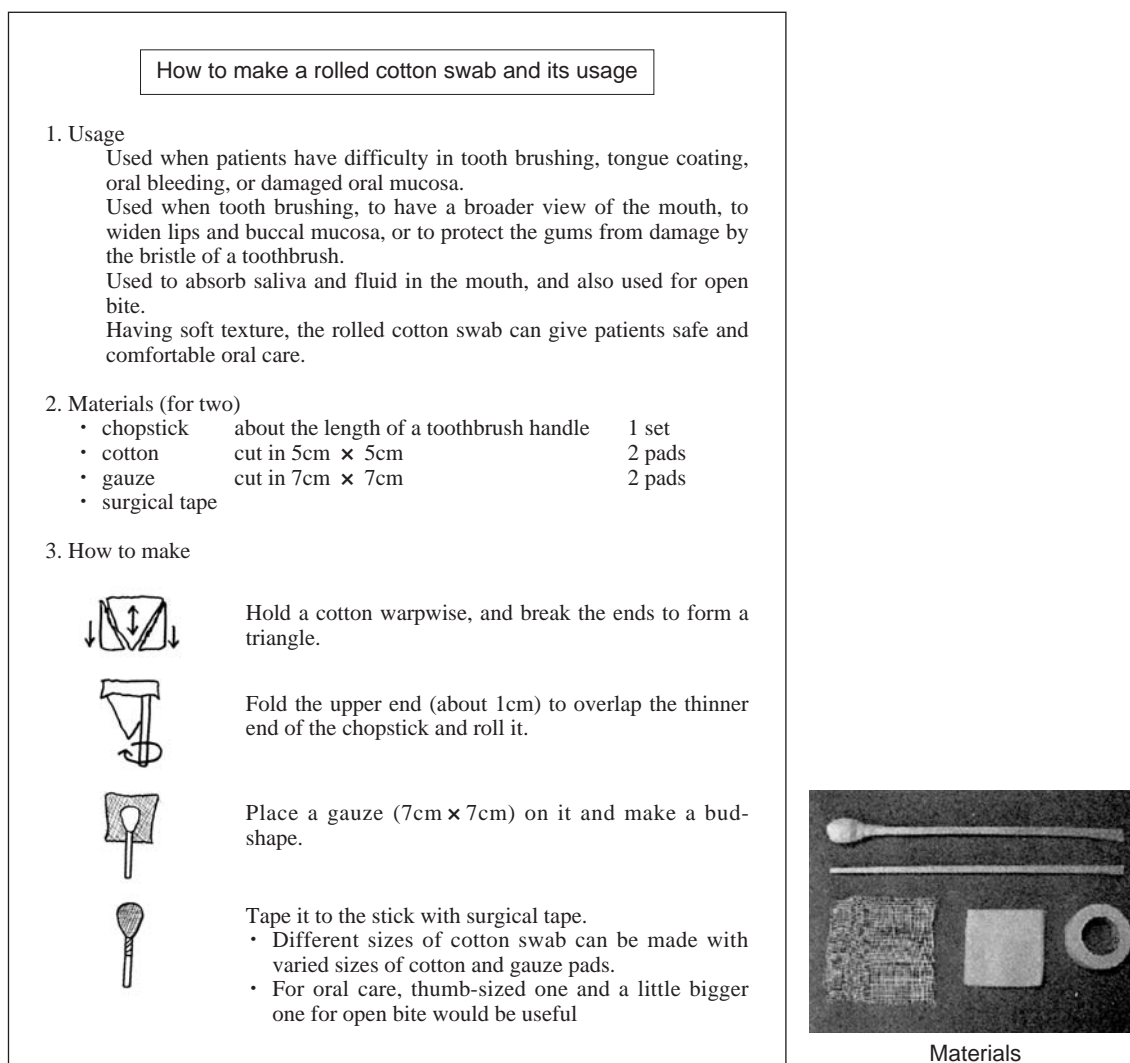 How to make a rolled cotton swab and its usage
1. Usage
Used when patients have difficulty in tooth brushing, tongue coating,
oral bleeding, or damaged oral mucosa.
Used when tooth brushing, to have a broader view of the mouth, to
widen lips and buccal mucosa, or to protect the gums from damage by
the bristle of a toothbrush.
Used to absorb saliva and fluid in the mouth, and also used for open
bite.
Having soft texture, the rolled cotton swab can give patients safe and
comfortable oral care.
2. Materials (for two)
・ chopstick about the length of a toothbrush handle 1 set
・ cotton cut in 5cm × 5cm 2 pads
・ gauze cut in 7cm × 7cm 2 pads
・ surgical tape
3. How to make
Hold a cotton warpwise, and break the ends to form a
triangle.
Fold the upper end (about 1cm) to overlap the thinner
end of the chopstick and roll it.
Place a gauze (7cm × 7cm) on it and make a bud-
shape.
Tape it to the stick with surgical tape.
・ Different sizes of cotton swab can be made with
varied sizes of cotton and gauze pads.
・ For oral care, thumb-sized one and a little bigger
one for open bite would be useful
Materials